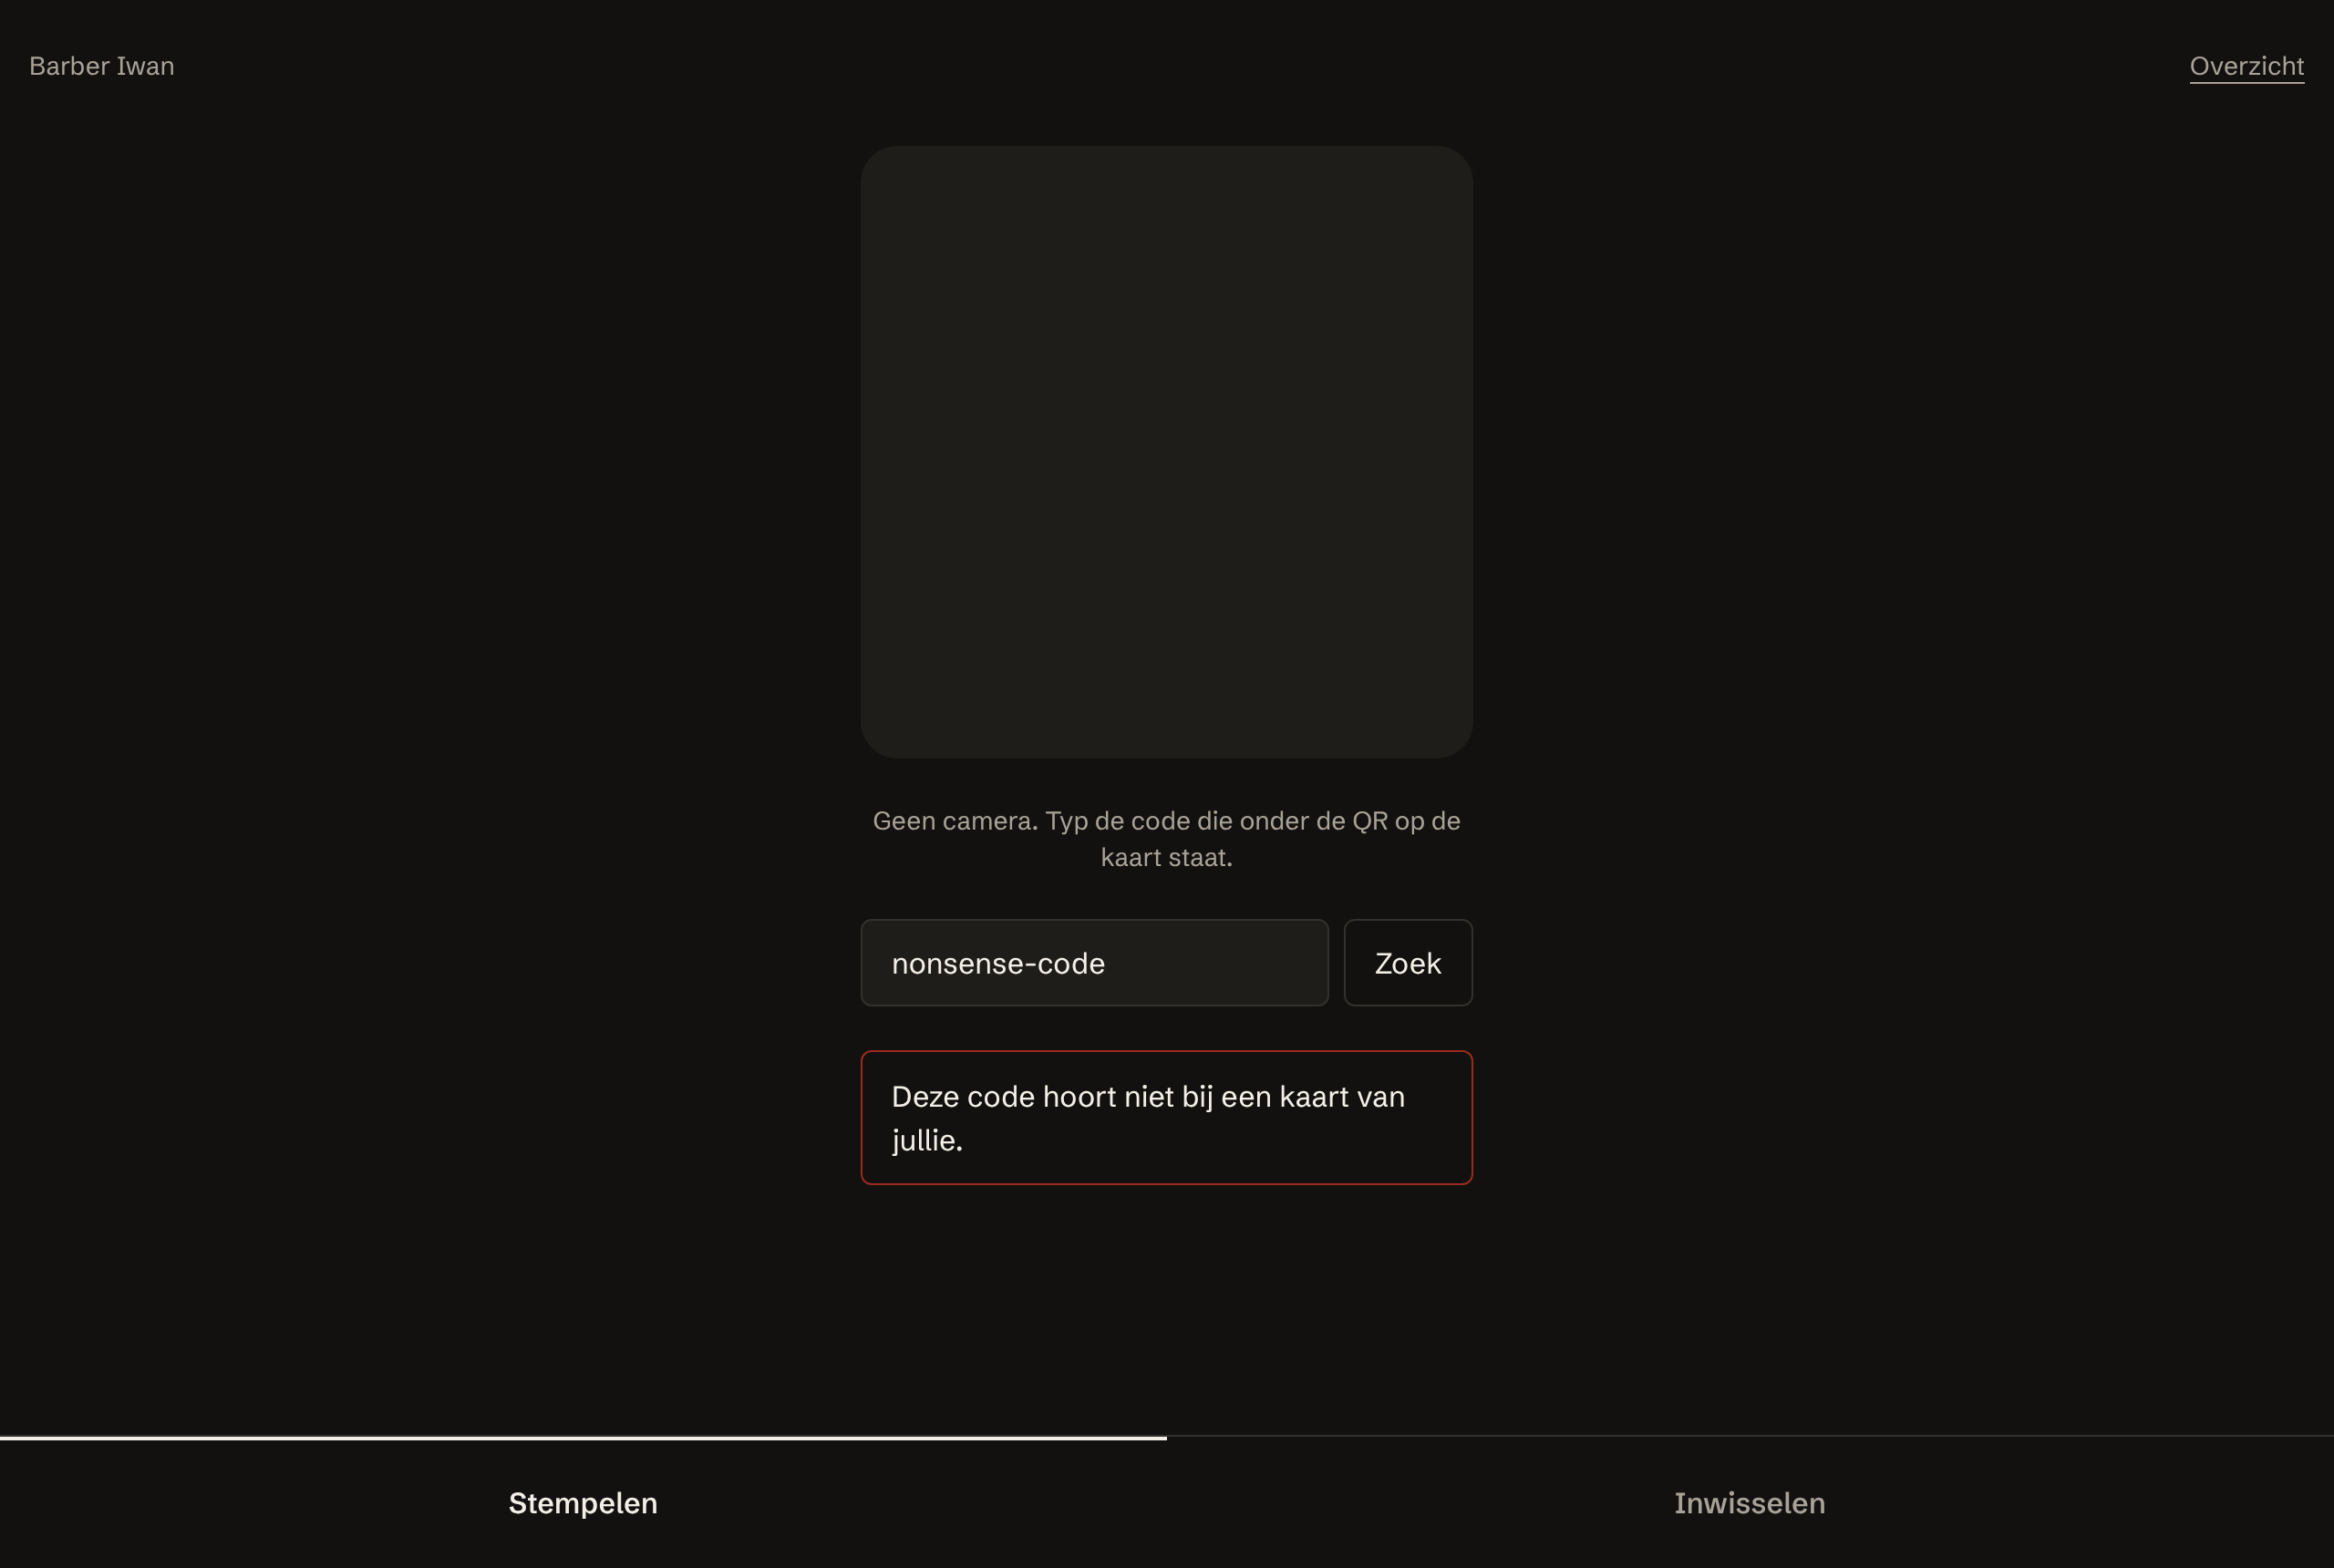 Barber Iwan
Overzicht
Geen camera. Typ de code die onder de QR op de
kaart staat.
nonsense-code
Zoek
Deze code hoort niet bij een kaart van
jullie.
Stempelen
Inwisselen